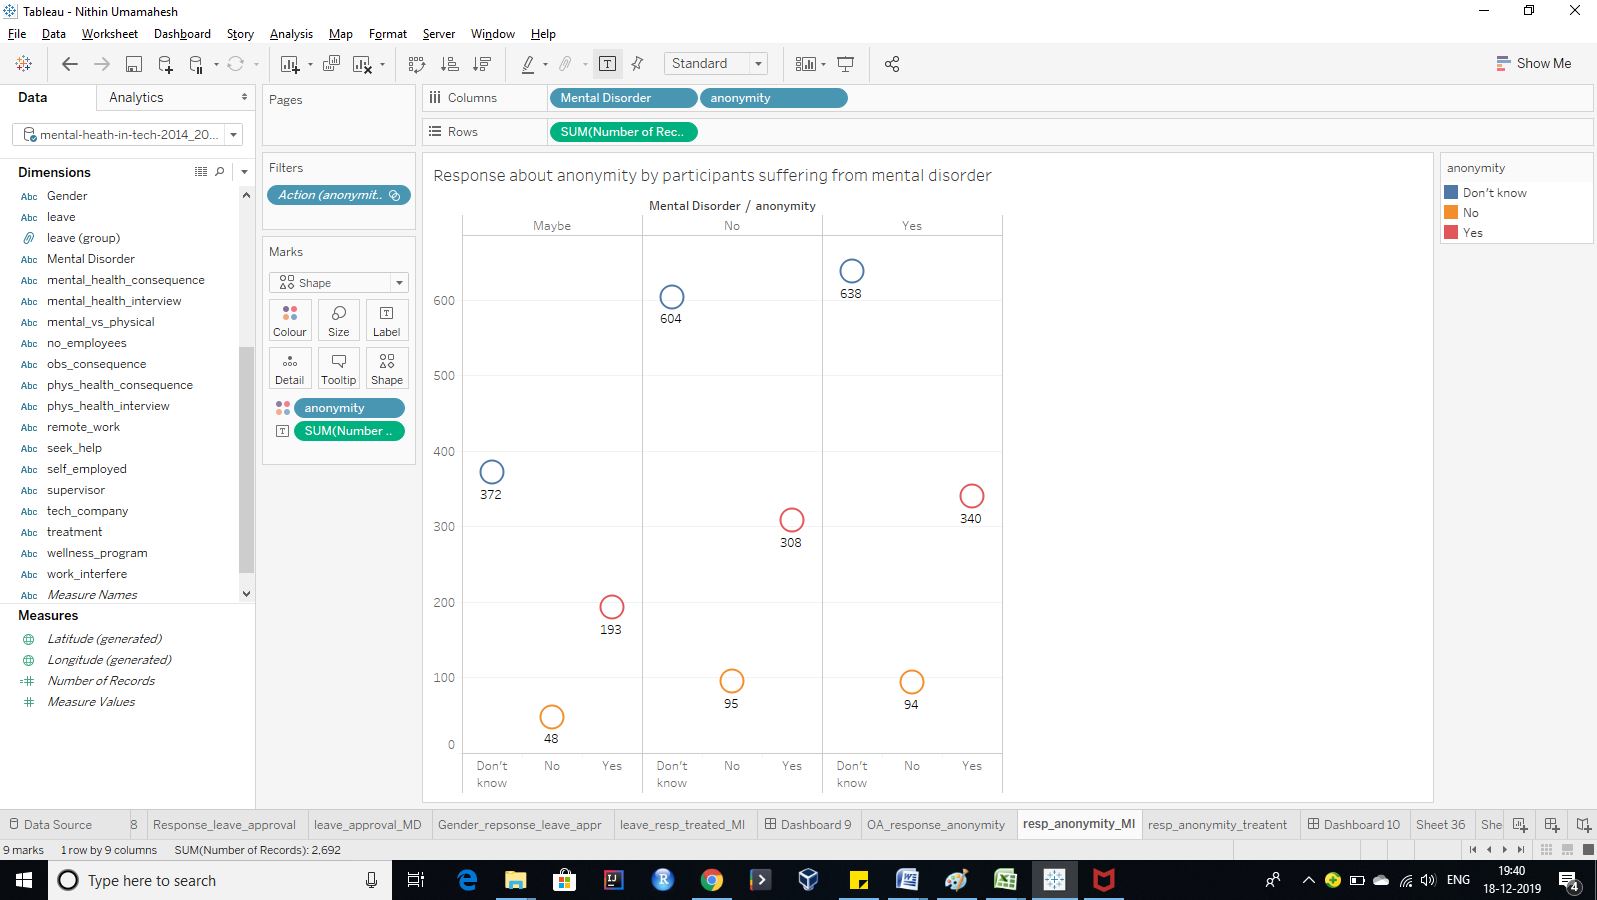 Tableau - Nithin Umamahesh
File Data Worksheet Dashboard Story Analysis Map Format Server Window Help
Standard
Show Me
Data Analytics
mental-heath-in-tech-2014_20...
Dimensions
Abc Gender
Abc leave
leave (group)
Abc Mental Disorder
Abc mental_health_consequence
Abc mental_health_interview
Abc mental_vs_physical
Abc no_employees
Abc obs_consequence
Abc phys_health_consequence
Abc phys_health_interview
Abc remote_work
Abc seek_help
Abc self_employed
Abc supervisor
Abc tech_company
Abc treatment
Abc wellness_program
Abc work_interfere
Abc Measure Names
Measures
Latitude (generated)
Longitude (generated)
=# Number of Records
# Measure Values
Pages
Filters
Action (anonymit..
Marks
Shape
Colour Size Label
Detail Tooltip Shape
anonymity
SUM(Number ..
Columns Mental Disorder anonymity
Rows SUM(Number of Rec..
Response about anonymity by participants suffering from mental disorder
Mental Disorder / anonymity
Maybe No Yes
600
500
400
300
200
100
0
372
48
193
604
95
308
638
94
340
Don't know No Yes Don't know No Yes Don't know No Yes
anonymity
Don't know
No
Yes
Data Source 8 Response_leave_approval leave_approval_MD Gender_repsonse_leave_appr leave_resp_treated_MI Dashboard 9 OA_response_anonymity resp_anonymity_MI resp_anonymity_treatent Dashboard 10 Sheet 36 She
9 marks 1 row by 9 columns SUM(Number of Records): 2,692
Type here to search
ENG
19:40
18-12-2019
4